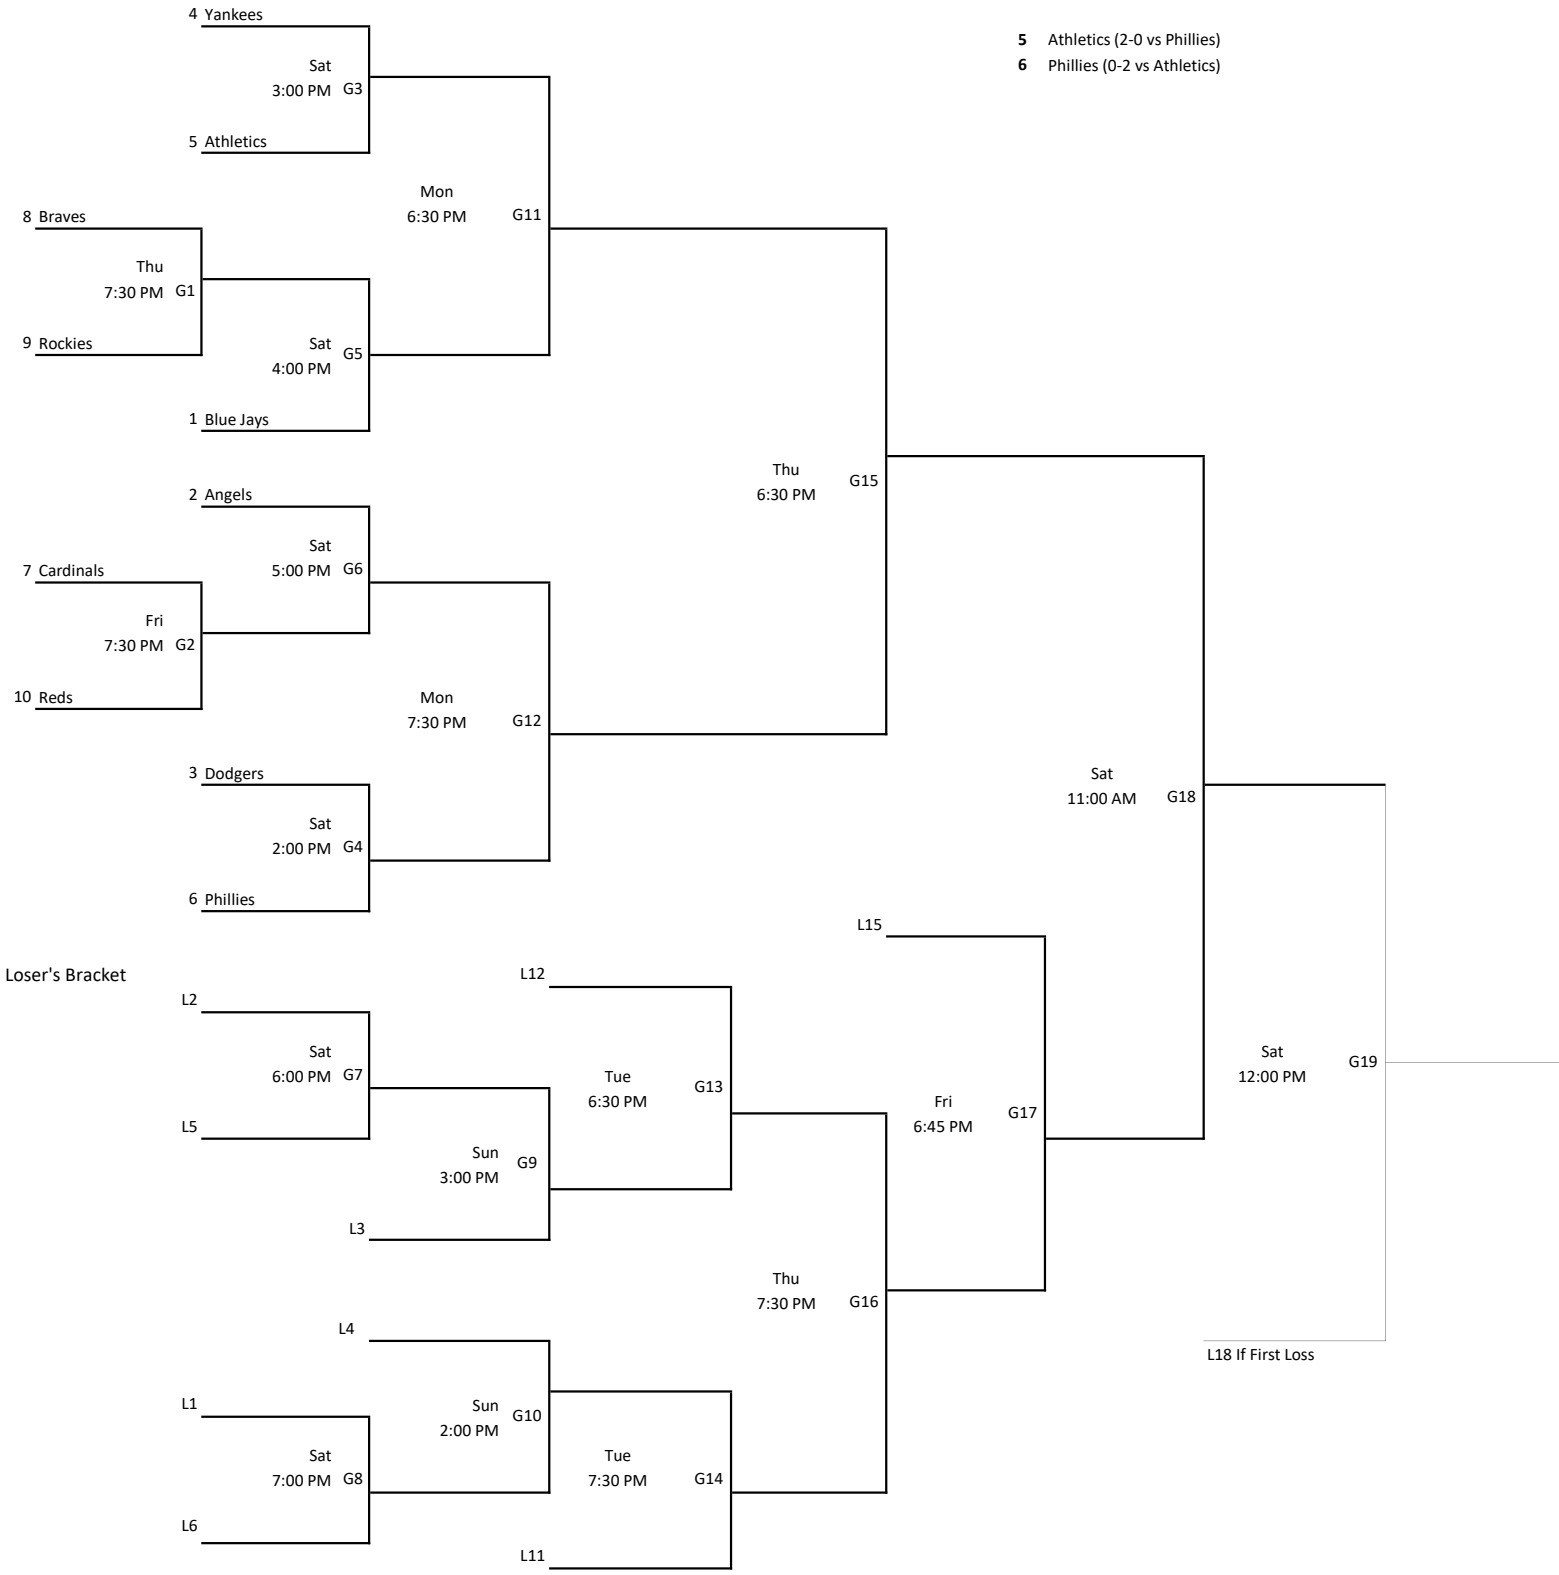 4 Yankees
5 Athletics (2-0 vs Phillies)
6 Phillies (0-2 vs Athletics)
Sat
3:00 PM G3
5 Athletics
Mon
6:30 PM G11
8 Braves
Thu
7:30 PM G1
9 Rockies
Sat
4:00 PM G5
1 Blue Jays
Thu
6:30 PM G15
2 Angels
Sat
5:00 PM G6
7 Cardinals
Fri
7:30 PM G2
10 Reds
Mon
7:30 PM G12
3 Dodgers
Sat
2:00 PM G4
6 Phillies
Sat
11:00 AM G18
L15
Loser's Bracket
L12
L2
Sat
6:00 PM G7
L5
Tue
6:30 PM G13
Fri
6:45 PM G17
Sat
12:00 PM G19
Sun
3:00 PM G9
L3
Thu
7:30 PM G16
L4
L18 If First Loss
L1
Sun
2:00 PM G10
Sat
7:00 PM G8
Tue
7:30 PM G14
L6
L11